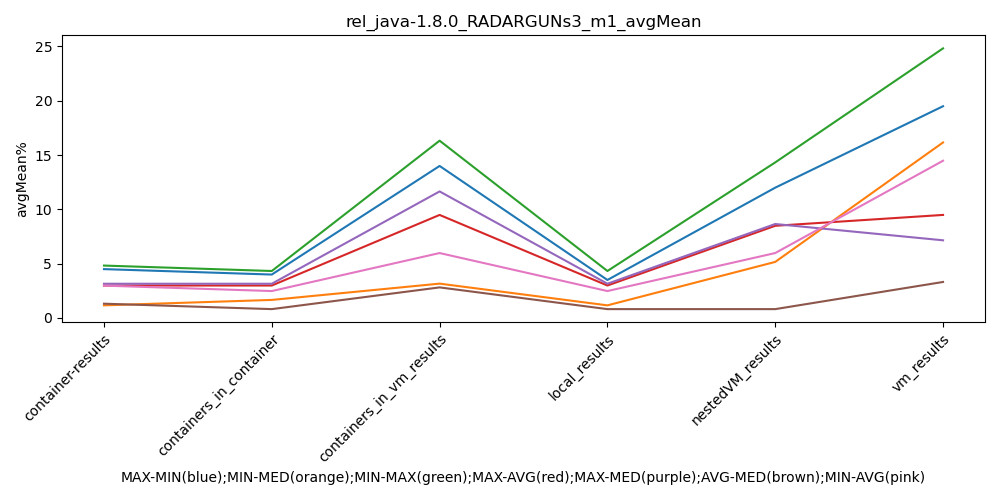 rel_java-1.8.0_RADARGUNs3_m1_avgMean
avgMean%
25
20
15
10
5
0
container-results
containers_in_container
containers_in_vm_results
local_results
nestedVM_results
vm_results
MAX-MIN(blue);MIN-MED(orange);MIN-MAX(green);MAX-AVG(red);MAX-MED(purple);AVG-MED(brown);MIN-AVG(pink)